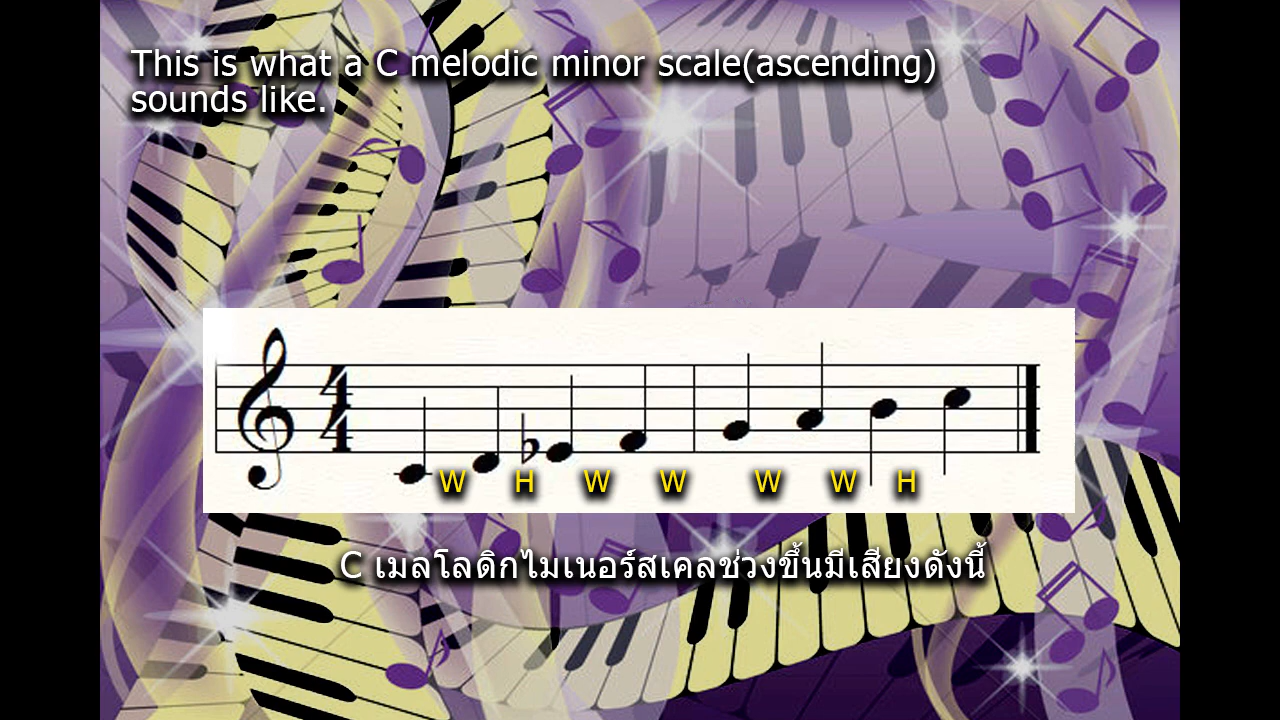 This is what a C melodic minor scale(ascending)
sounds like.
4
4
W H W W W W H
C เมลโลดิกไมเนอร์สเคลช่วงขึ้นมีเสียงดังนี้